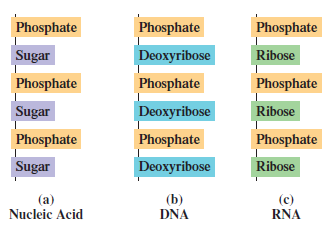 Phosphate
Sugar
Phosphate
Sugar
Phosphate
Sugar
(a)
Nucleic Acid
Phosphate
Deoxyribose
Phosphate
Deoxyribose
Phosphate
Deoxyribose
(b)
DNA
Phosphate
Ribose
Phosphate
Ribose
Phosphate
Ribose
(c)
RNA